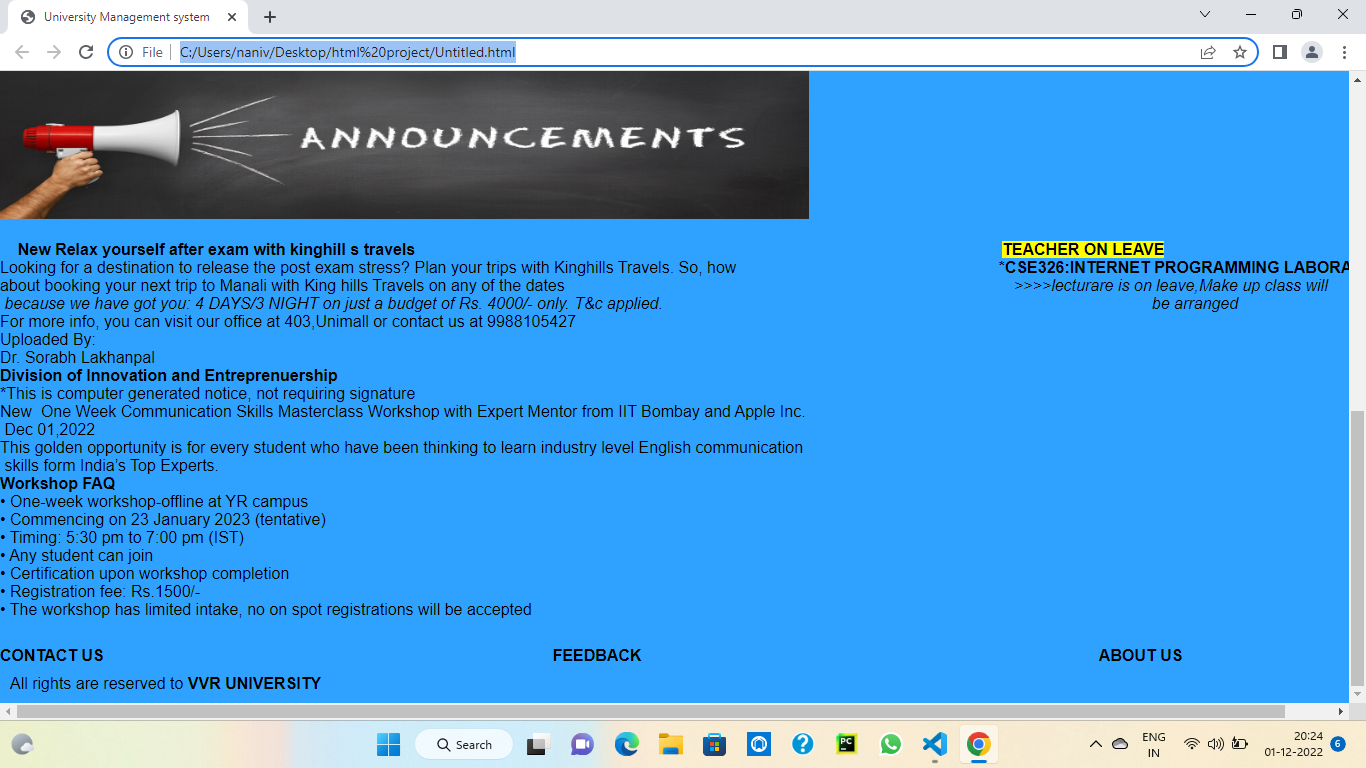 University Management system
File
C:/Users/naniv/Desktop/html%20project/Untitled.html
ANNOUNCEMENTS
New Relax yourself after exam with kinghill s travels
Looking for a destination to release the post exam stress? Plan your trips with Kinghills Travels. So, how
about booking your next trip to Manali with King hills Travels on any of the dates
because we have got you: 4 DAYS/3 NIGHT on just a budget of Rs. 4000/- only. T&c applied.
For more info, you can visit our office at 403,Unimall or contact us at 9988105427
Uploaded By:
Dr. Sorabh Lakhanpal
Division of Innovation and Entreprenuership
*This is computer generated notice, not requiring signature
New One Week Communication Skills Masterclass Workshop with Expert Mentor from IIT Bombay and Apple Inc.
Dec 01,2022
This golden opportunity is for every student who have been thinking to learn industry level English communication
skills form India's Top Experts.
Workshop FAQ
• One-week workshop-offline at YR campus
• Commencing on 23 January 2023 (tentative)
• Timing: 5:30 pm to 7:00 pm (IST)
• Any student can join
• Certification upon workshop completion
• Registration fee: Rs.1500/-
• The workshop has limited intake, no on spot registrations will be accepted
TEACHER ON LEAVE
*CSE326:INTERNET PROGRAMMING LABORA
>>>>lecturare is on leave,Make up class will
be arranged
CONTACT US
FEEDBACK
ABOUT US
All rights are reserved to VVR UNIVERSITY
Search
PC
ENG
IN
20:24
01-12-2022
6